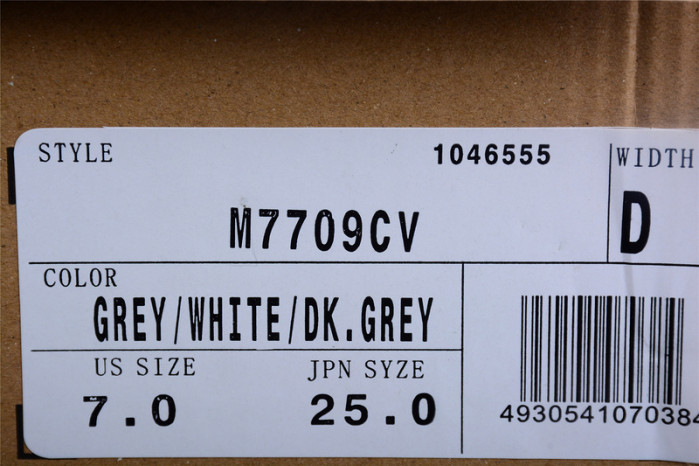 STYLE 1046555 WIDTH
M7709CV D
COLOR
GREY/WHITE/DK.GREY
US SIZE JPN SYZE
7.0 25.0
4930541070384